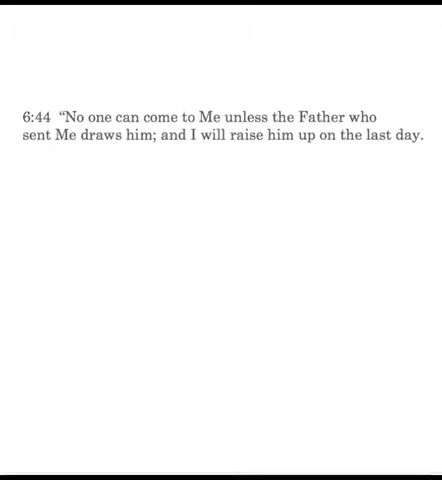 6:44 “No one can come to Me unless the Father who
sent Me draws him; and I will raise him up on the last day.